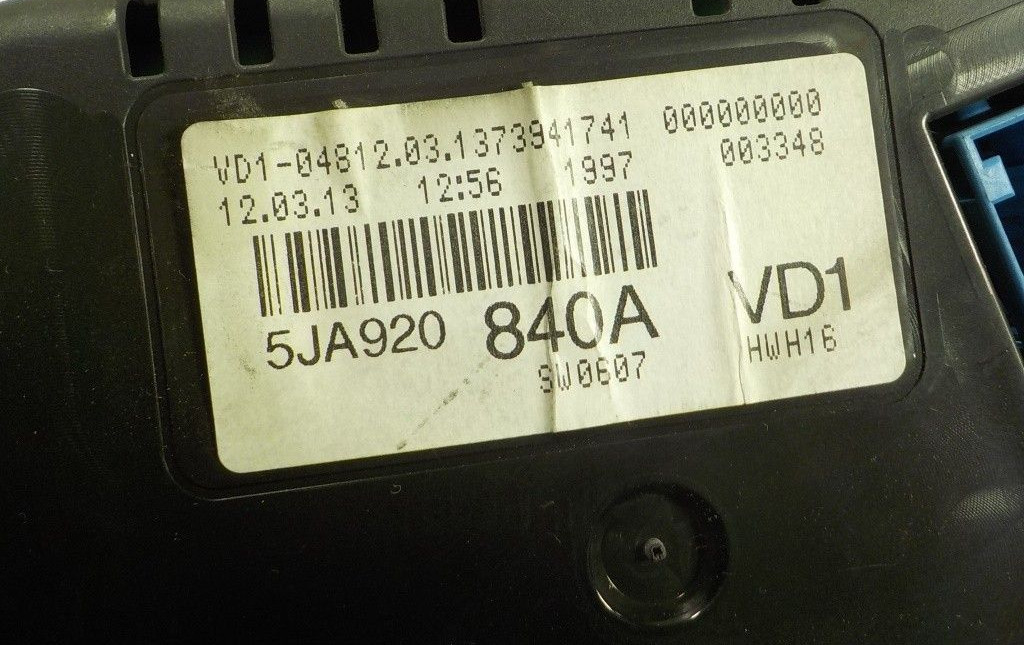 VD1-04812.03.1373941741 000000000
12.03.13 12:56 1997 003348
5JA920 840A VD1
SW0607 HWH16